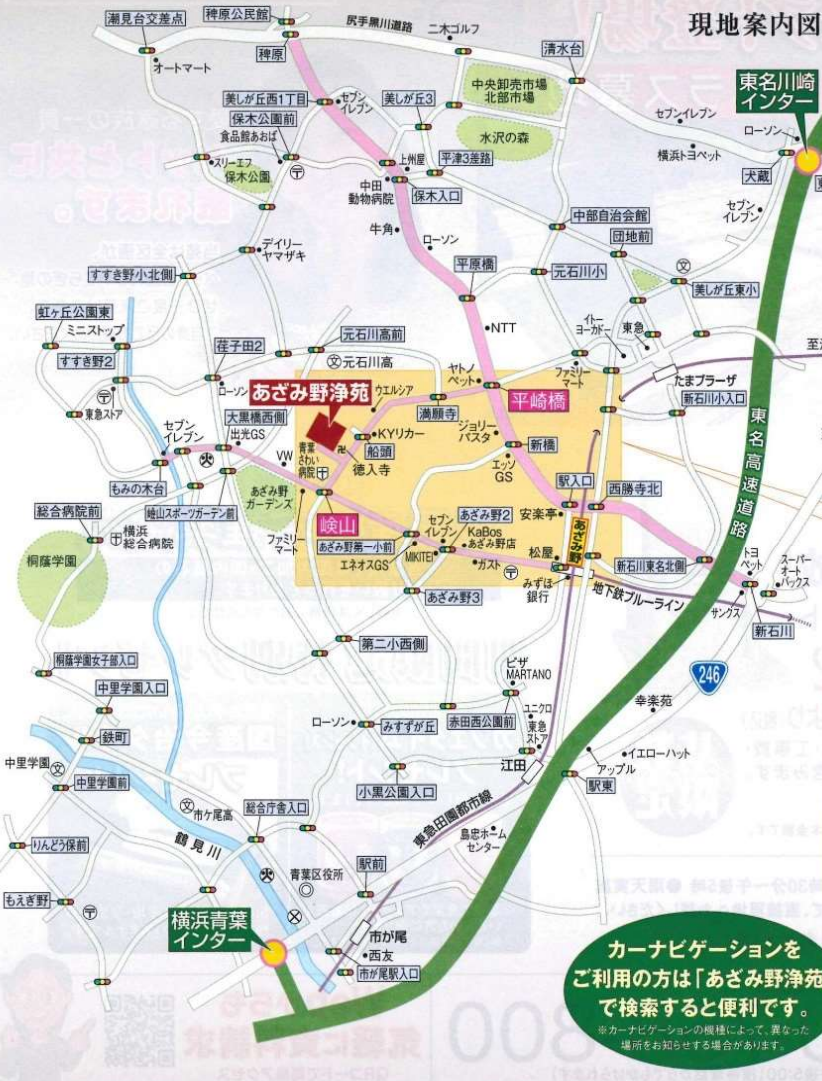 現地案内図
潮見台交差点
稗原公民館
尻手黒川道路
二木ゴルフ
稗原
オートマート
清水台
中央卸売市場
北部市場
東名川崎
インター
美しが丘西1丁目
セブン
イレブン
美しが丘3
水沢の森
セブンイレブン
ローソン
横浜トヨペット
犬蔵
保木公園前
食品館あおば
スリーエフ
保木公園
上州屋
平津3差路
中田
動物病院
保木入口
セブン
イレブン
牛角
ローソン
中部自治会館
団地前
デイリー
ヤマザキ
すすき野小北側
平原橋
元石川小
美しが丘東小
虹ヶ丘公園東
ミニストップ
すすき野2
荏子田2
元石川高前
元石川高
NTT
イトー
ヨーカドー
東急
ヤトノ
ペット
ファミリー
マート
たまプラーザ
新石川小入口
東急ストア
ローソン
あざみ野浄苑
ウエルシア
満願寺
平崎橋
大黒橋西側
出光GS
セブン
イレブン
KYリカー
ジョリー
パスタ
新橋
東名高速道路
VW
青葉
さわい
病院
徳入寺
船頭
エッソ
GS
もみの木台
嶮山スポーツガーデン前
あざみ野
ガーデンズ
嶮山
駅入口
西勝寺北
総合病院前
横浜
総合病院
ファミリー
マート
あざみ野第一小前
セブン
イレブン
あざみ野2
KaBos
あざみ野店
安楽亭
あざみ野
桐蔭学園
エネオスGS
MIKITEI
ガスト
松屋
新石川東名北側
トヨ
ペット
スーパー
オート
バックス
あざみ野3
みずほ
銀行
地下鉄ブルーライン
サンクス
新石川
第二小西側
桐蔭学園女子部入口
ピザ
MARTANO
246
中里学園入口
ローソン
みすずが丘
赤田西公園前
ユニクロ
東急
ストア
幸楽苑
鉄町
イエローハット
中里学園
中里学園前
小黒公園入口
江田
アップル
駅東
市ケ尾高
総合庁舎入口
東急田園都市線
島忠ホーム
センター
りんどう保前
鶴見川
青葉区役所
駅前
もえぎ野
横浜青葉
インター
市が尾
西友
市が尾駅入口
カーナビゲーションを
ご利用の方は「あざみ野浄苑
で検索すると便利です。
※カーナビゲーションの機種によって、異なった
場所をお知らせする場合があります。